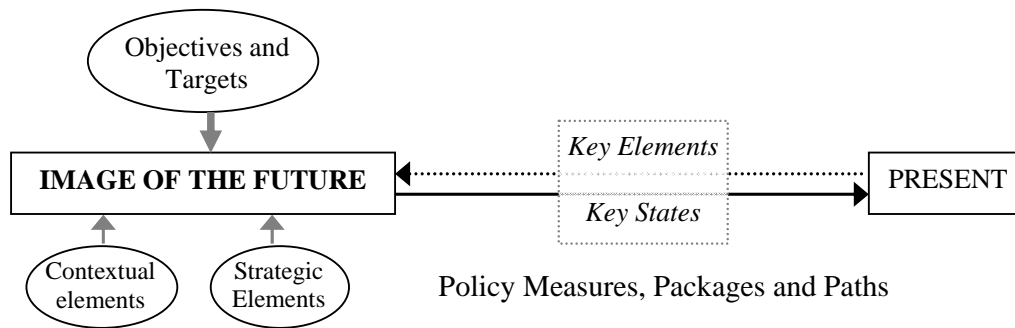 Objectives and
Targets
Key Elements
IMAGE OF THE FUTURE
PRESENT
Key States
Contextual
elements
Strategic
Elements
Policy Measures, Packages and Paths